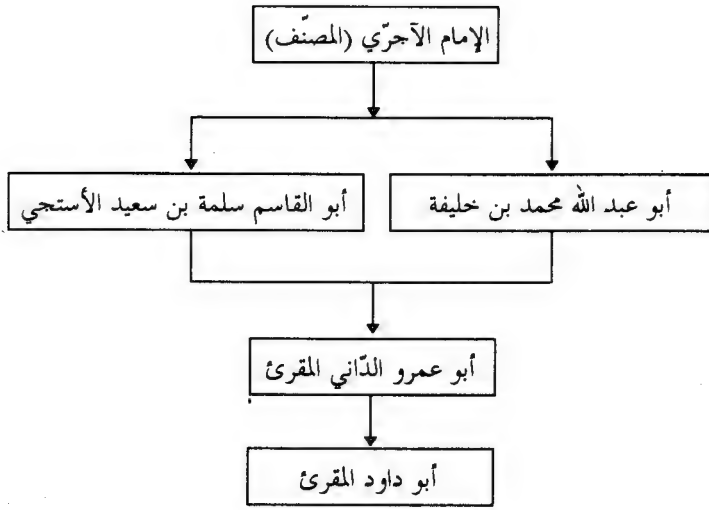 الإمام الآجرّي (المصنّف)
أبو عبد الله محمد بن خليفة
أبو القاسم سلمة بن سعيد الأستجي
أبو عمرو الدّاني المقرئ
أبو داود المقرئ